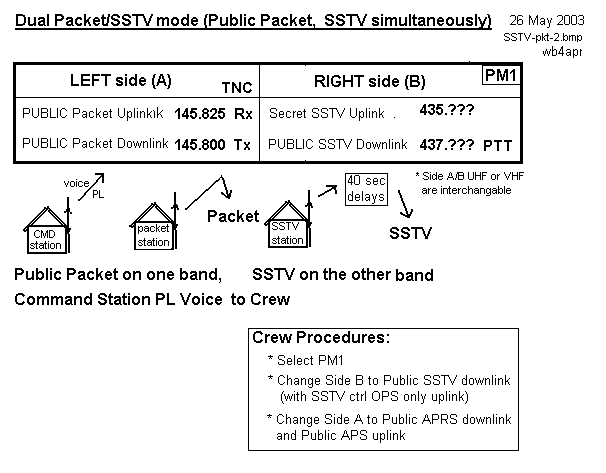 Dual Packet/SSTV mode (Public Packet, SSTV simultaneously)
26 May 2003
SSTV-pkt-2.bmp
wb4apr
LEFT side (A) TNC
RIGHT side (B) PM1
PUBLIC Packet Uplinkik 145.825 Rx
Secret SSTV Uplink . 435.???
PUBLIC Packet Downlink 145.800 Tx
PUBLIC SSTV Downlink 437.??? PTT
* Side A/B UHF or VHF
are interchangable
voice
PL
CMD
station
packet
station
Packet
SSTV
station
40 sec
delays
SSTV
Public Packet on one band, SSTV on the other band
Command Station PL Voice to Crew
Crew Procedures:
* Select PM1
* Change Side B to Public SSTV downlink
(with SSTV ctrl OPS only uplink)
* Change Side A to Public APRS downlink
and Public APS uplink